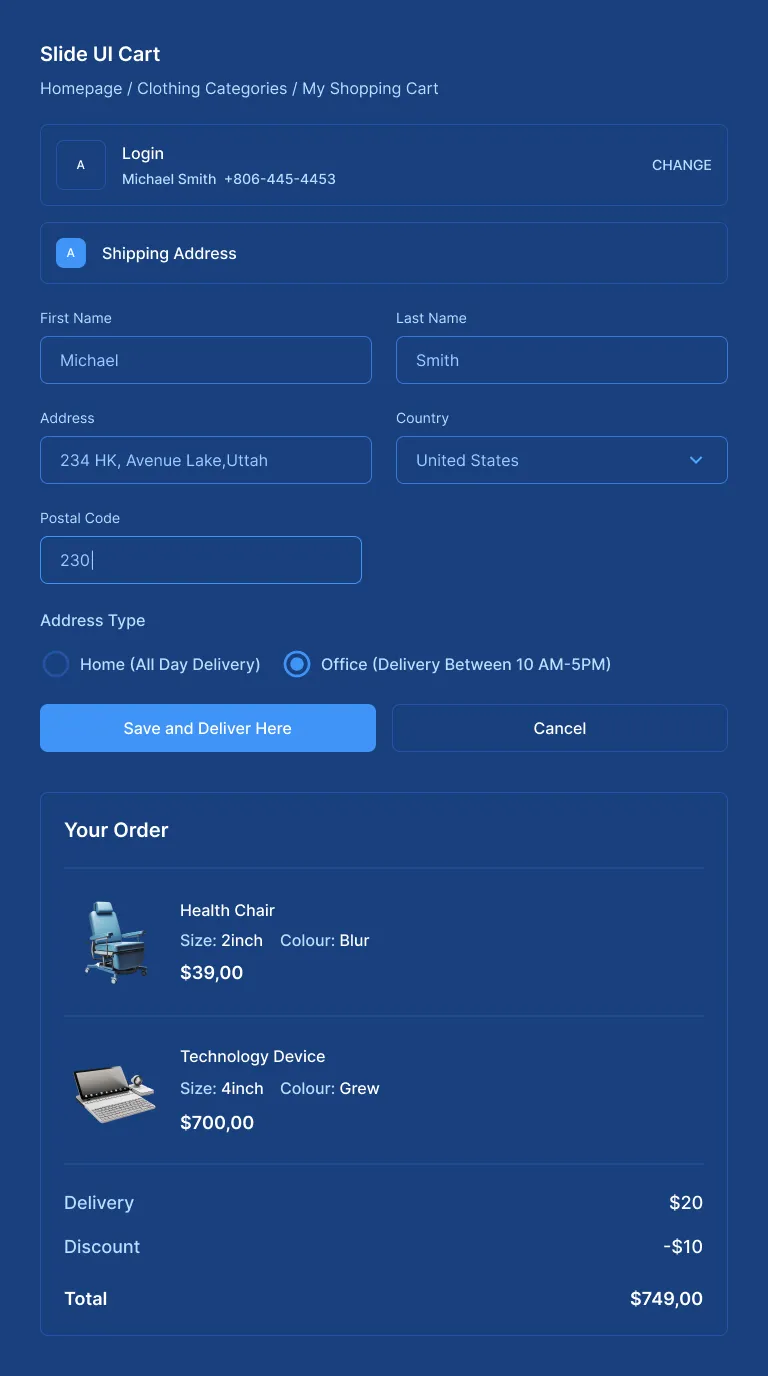 Slide UI Cart
Homepage / Clothing Categories / My Shopping Cart
A
Login
Michael Smith +806-445-4453
CHANGE
A
Shipping Address
First Name
Last Name
Michael
Smith
Address
Country
234 HK, Avenue Lake,Uttah
United States
Postal Code
230
Address Type
Home (All Day Delivery)
Office (Delivery Between 10 AM-5PM)
Save and Deliver Here
Cancel
Your Order
Health Chair
Size: 2inch Colour: Blur
$39,00
Technology Device
Size: 4inch Colour: Grew
$700,00
Delivery $20
Discount -$10
Total $749,00